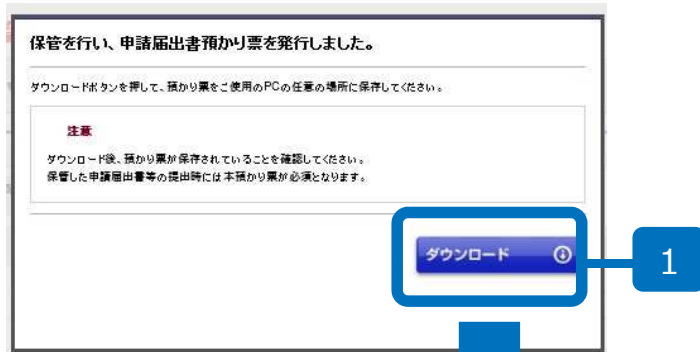 保管を行い、申請届出書預かり票を発行しました。
ダウンロードボタンを押して、預かり票をご使用のPCの任意の場所に保存してください。
注意
ダウンロード後、預かり票が保存されていることを確認してください。
保管した申請届出書等の提出時には本預かり票が必須となります。
ダウンロード
1